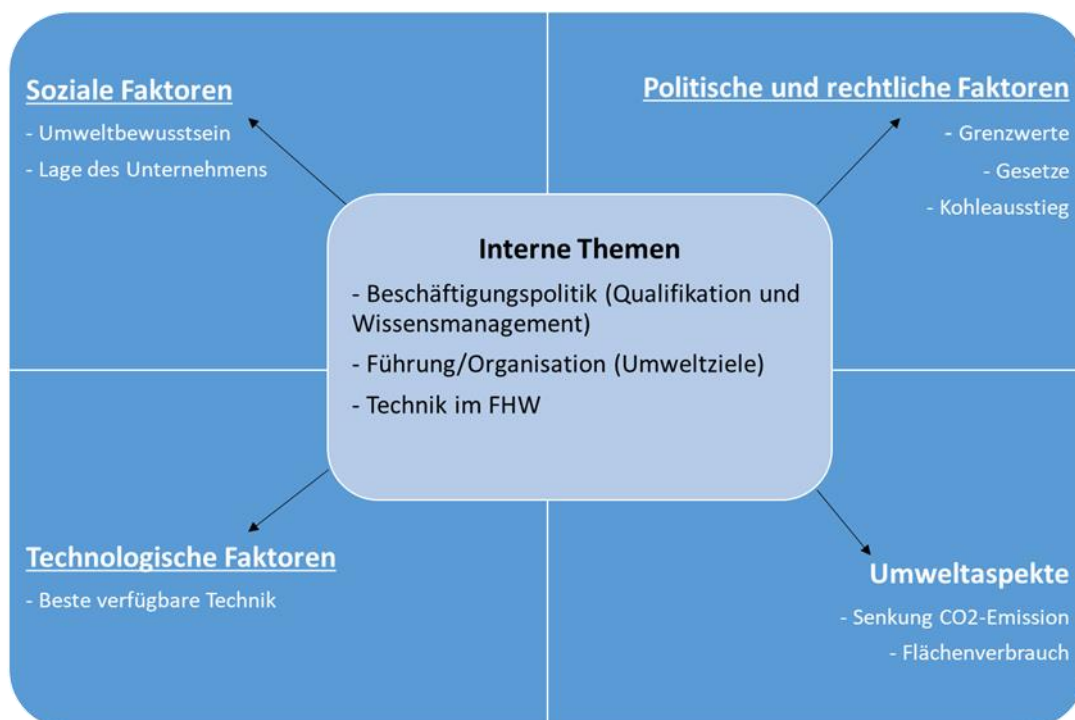 Soziale Faktoren
- Umweltbewusstsein
- Lage des Unternehmens
Politische und rechtliche Faktoren
- Grenzwerte
- Gesetze
- Kohleausstieg
Interne Themen
- Beschäftigungspolitik (Qualifikation und
Wissensmanagement)
- Führung/Organisation (Umweltziele)
- Technik im FHW
Technologische Faktoren
- Beste verfügbare Technik
Umweltaspekte
- Senkung CO2-Emission
- Flächenverbrauch